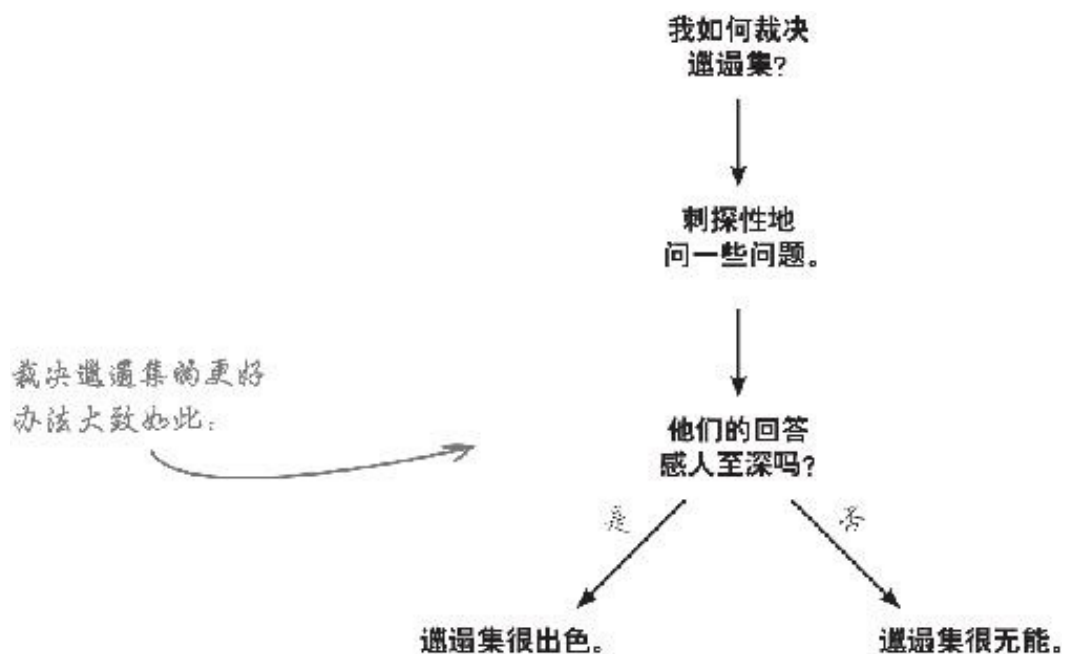 我如何裁决
邋遢集?
刺探性地
问一些问题。
裁决邋遢集的更好
办法大致如此：
他们的回答
感人至深吗?
是
否
邋遢集很出色。
邋遢集很无能。